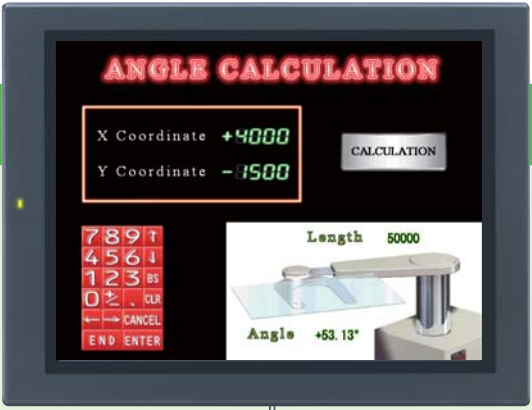 ANGLE CALCULATION
X Coordinate +4000
Y Coordinate -1500
CALCULATION
7 8 9 ↑
4 5 6 ↓
1 2 3 BS
0 ± . CLR
← → CANCEL
END ENTER
Length 50000
Angle +53.13°